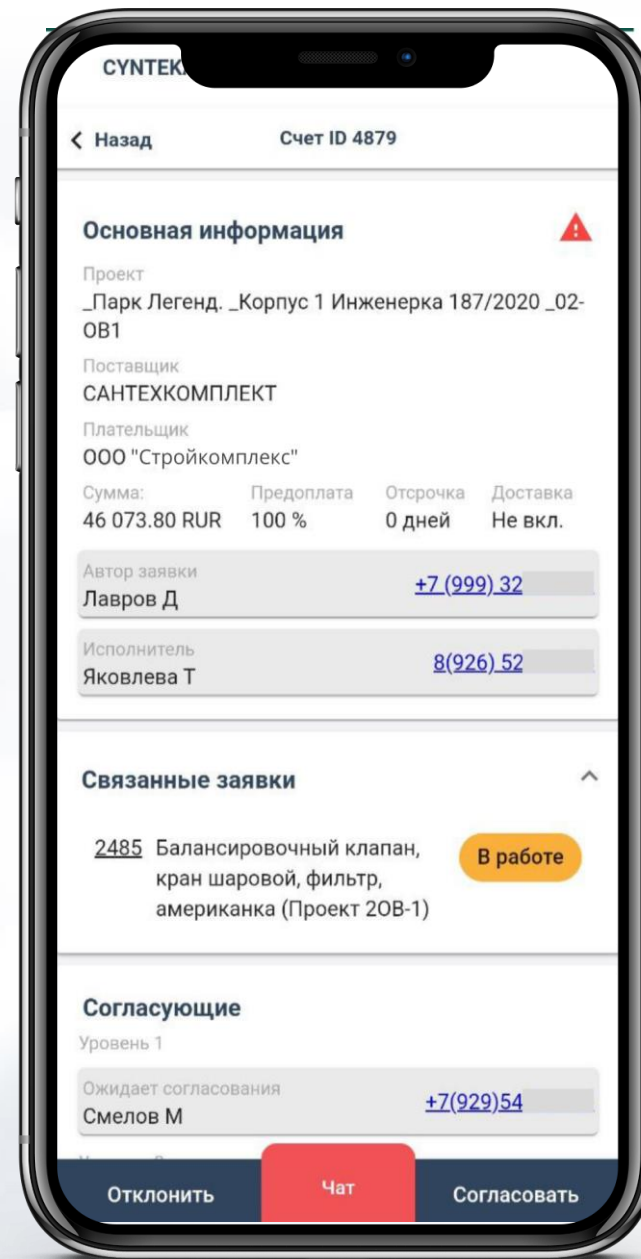 CYNTEK
Назад
Счет ID 4879
Основная информация
Проект
_Парк Легенд. _Корпус 1 Инженерка 187/2020 _02-
ОВ1
Поставщик
САНТЕХКОМПЛЕКТ
Плательщик
ООО "Стройкомплекс"
Сумма: Предоплата Отсрочка Доставка
46 073.80 RUR 100 % 0 дней Не вкл.
Автор заявки
Лавров Д +7 (999) 32
Исполнитель
Яковлева Т 8(926) 52
Связанные заявки
2485 Балансировочный клапан,
кран шаровой, фильтр,
американка (Проект 2ОВ-1)
В работе
Согласующие
Уровень 1
Ожидает согласования
Смелов М +7(929)54
Отклонить Чат Согласовать